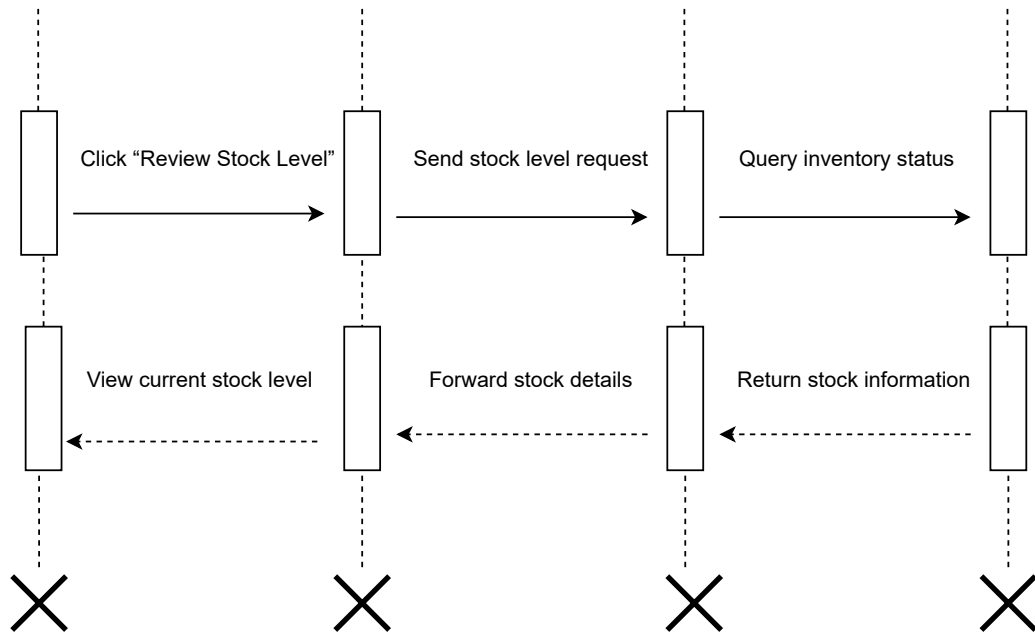 Click “Review Stock Level”
Send stock level request
Query inventory status
View current stock level
Forward stock details
Return stock information